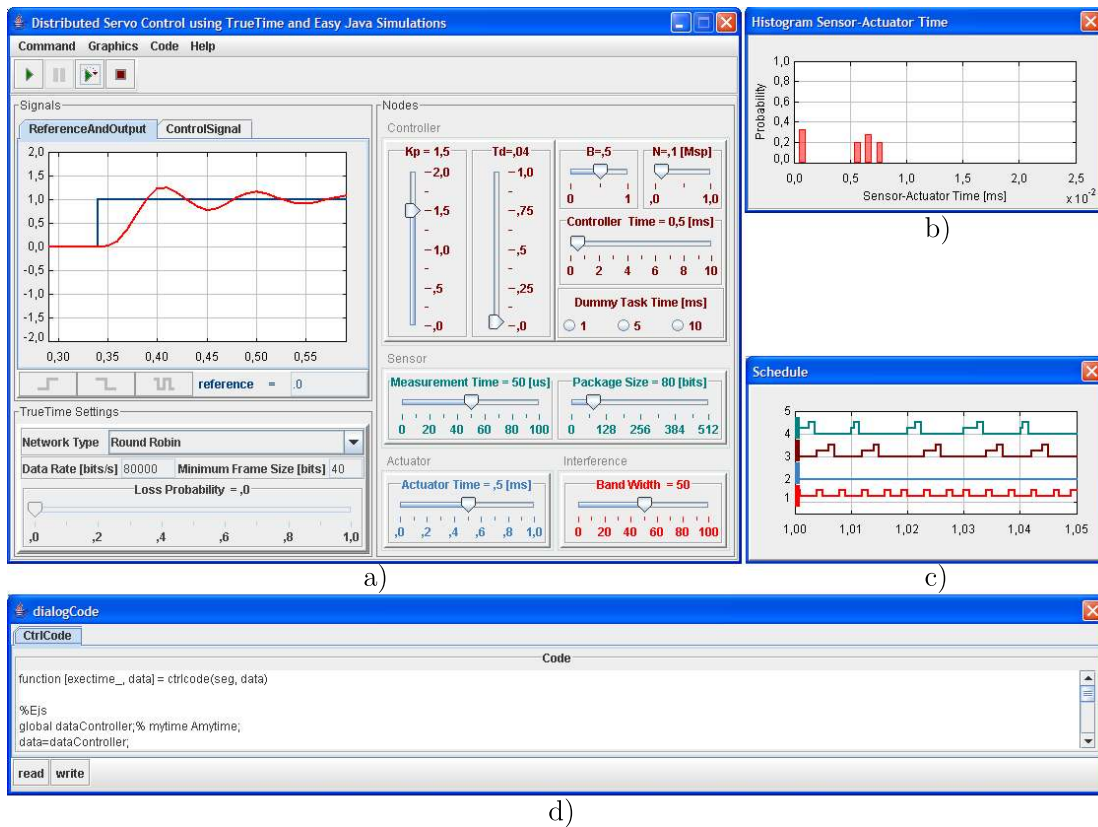 Distributed Servo Control using TrueTime and Easy Java Simulations
Command Graphics Code Help
Signals
ReferenceAndOutput ControlSignal
2,0
1,5
1,0
0,5
0,0
-0,5
-1,0
-1,5
-2,0
0,30 0,35 0,40 0,45 0,50 0,55
reference = .0
TrueTime Settings
Network Type Round Robin
Data Rate [bits/s] 80000 Minimum Frame Size [bits] 40
Loss Probability = ,0
,0 ,2 ,4 ,6 ,8 1,0
Nodes
Controller
Kp = 1,5
2,0
1,5
1,0
,5
,0
Td=,04
1,0
,75
,5
,25
,0
B=,5
0 1
N=,1 [Msp]
,0 1,0
Controller Time = 0,5 [ms]
0 2 4 6 8 10
Dummy Task Time [ms]
1 5 10
Sensor
Measurement Time = 50 [us]
0 20 40 60 80 100
Package Size = 80 [bits]
0 128 256 384 512
Actuator
Actuator Time = ,5 [ms]
,0 ,2 ,4 ,6 ,8 1,0
Interference
Band Width = 50
0 20 40 60 80 100
a)
Histogram Sensor-Actuator Time
Probability
1,0
0,8
0,6
0,4
0,2
0,0
0,0 0,5 1,0 1,5 2,0 2,5
Sensor-Actuator Time [ms] x10^-2
b)
Schedule
5
4
3
2
1
1,00 1,01 1,02 1,03 1,04 1,05
c)
dialogCode
CtrlCode
Code
function [exectime_, data] = ctrlcode(seg, data)
%Ejs
global dataController;% mytime Amytime;
data=dataController;
read write
d)